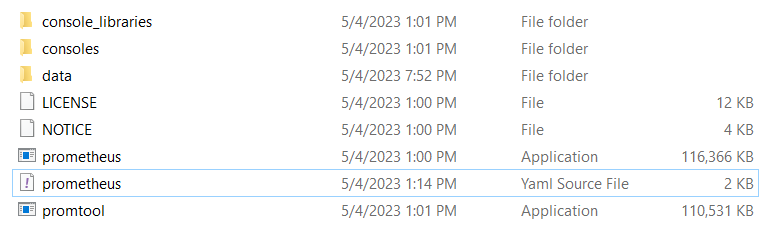 console_libraries 5/4/2023 1:01 PM File folder
consoles 5/4/2023 1:01 PM File folder
data 5/4/2023 7:52 PM File folder
LICENSE 5/4/2023 1:00 PM File 12 KB
NOTICE 5/4/2023 1:00 PM File 4 KB
prometheus 5/4/2023 1:00 PM Application 116,366 KB
prometheus 5/4/2023 1:14 PM Yaml Source File 2 KB
promtool 5/4/2023 1:01 PM Application 110,531 KB